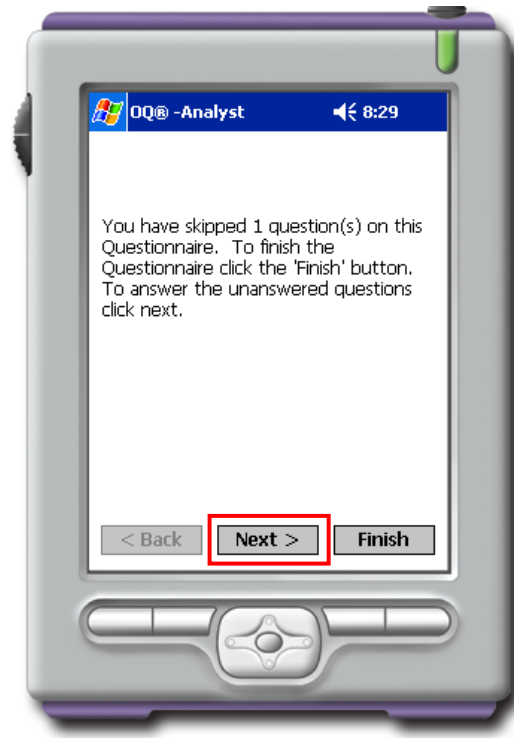 OQ® -Analyst 8:29
You have skipped 1 question(s) on this
Questionnaire. To finish the
Questionnaire click the 'Finish' button.
To answer the unanswered questions
click next.
< Back Next > Finish